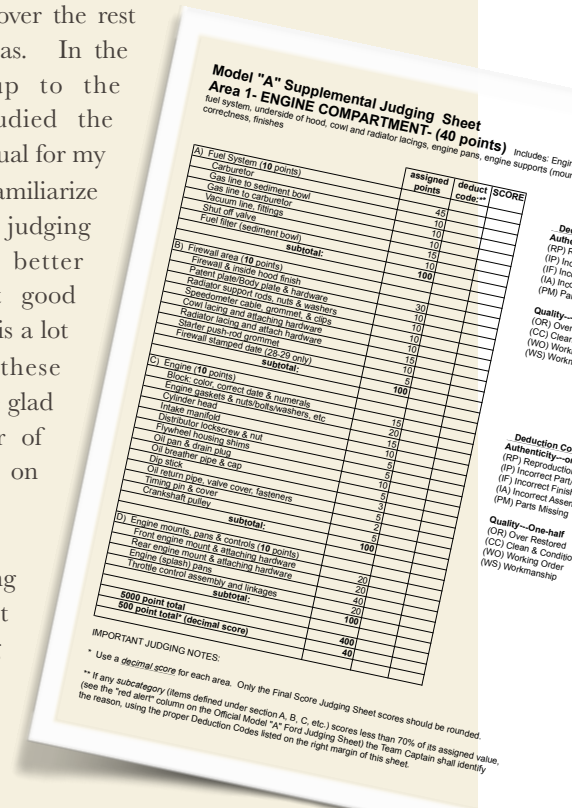 over the rest
as. In the
up to the
udied the
ual for my
amiliarize
judging
better
good
is a lot
these
glad
r of
on
Model "A" Supplemental Judging Sheet
Area 1- ENGINE COMPARTMENT- (40 points) Includes: Engin
fuel system, underside of hood, cowl and radiator lacings, engine pans, engine supports (moun
correctness, finishes
assigned points deduct code:** SCORE
A) Fuel System (10 points)
Carburetor 45
Gas line to sediment bowl 10
Gas line to carburetor 10
Vacuum line, fittings 10
Shut off valve 15
Fuel filter (sediment bowl) 10
subtotal: 100
B) Firewall area (10 points)
Firewall & inside hood finish 30
Patent plate/Body plate & hardware 10
Radiator support rods, nuts & washers 10
Speedometer cable, grommet, & clips 10
Cowl lacing and attaching hardware 10
Radiator lacing and attach hardware 15
Starter push-rod grommet 10
Firewall stamped date (28-29 only) 5
subtotal: 100
C) Engine (10 points)
Block: color, correct date & numerals 15
Engine gaskets & nuts/bolts/washers, etc 20
Cylinder head 15
Intake manifold 10
Distributor lockscrew & nut 5
Flywheel housing shims 5
Oil pan & drain plug 10
Oil breather pipe & cap 5
Dip stick 3
Oil return pipe, valve cover, fasteners 5
Timing pin & cover 2
Crankshaft pulley 5
subtotal: 100
D) Engine mounts, pans & controls (10 points)
Front engine mount & attaching hardware 20
Rear engine mount & attaching hardware 20
Engine (splash) pans 40
Throttle control assembly and linkages 20
subtotal: 100
5000 point total 400
500 point total* (decimal score) 40
IMPORTANT JUDGING NOTES:
* Use a decimal score for each area. Only the Final Score Judging Sheet scores should be rounded.
** If any subcategory (items defined under section A, B, C, etc.) scores less than 70% of its assigned value,
(see the "red alert" column on the Official Model "A" Ford Judging Sheet) the Team Captain shall identify
the reason, using the proper Deduction Codes listed on the right margin of this sheet.
Ded
Authe
(RP) R
(IP) Inc
(IF) Inco
(IA) Inco
(PM) Pa
Quality--
(OR) Over
(CC) Clean
(WO) Work
(WS) Workm
Deduction Co
Authenticity---o
(RP) Reproduction
(IP) Incorrect Part/
(IF) Incorrect Finish
(IA) Incorrect Assem
(PM) Parts Missing
Quality---One-half
(OR) Over Restored
(CC) Clean & Conditio
(WO) Working Order
(WS) Workmanship